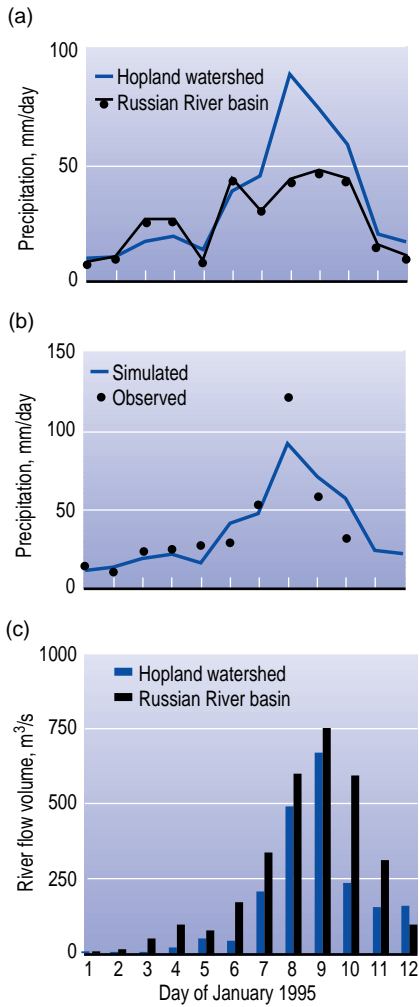 (a)
100
Hopland watershed
Russian River basin
50
0
Precipitation, mm/day
(b)
150
Simulated
Observed
100
50
0
Precipitation, mm/day
(c)
1000
Hopland watershed
Russian River basin
750
500
250
0
River flow volume, m³/s
1 2 3 4 5 6 7 8 9 10 11 12
Day of January 1995